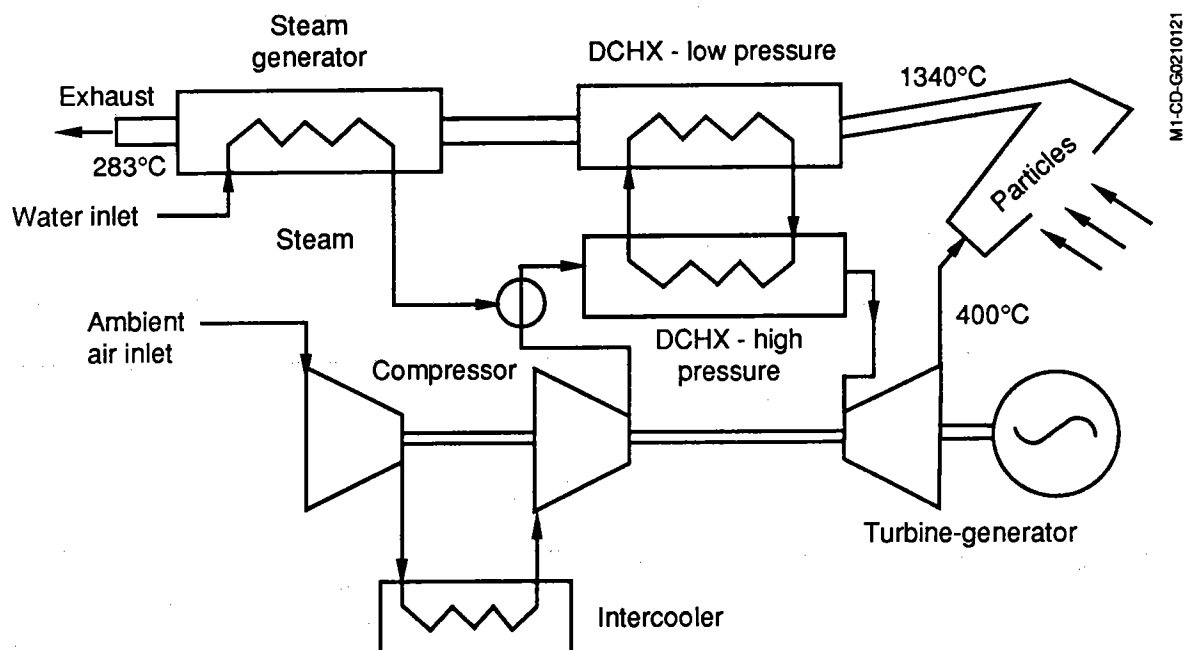 Steam
generator
DCHX - low pressure
1340°C
M1-CD-G0210121
Exhaust
283°C
Particles
Water inlet
Steam
Ambient
air inlet
DCHX - high
pressure
400°C
Compressor
Turbine-generator
Intercooler